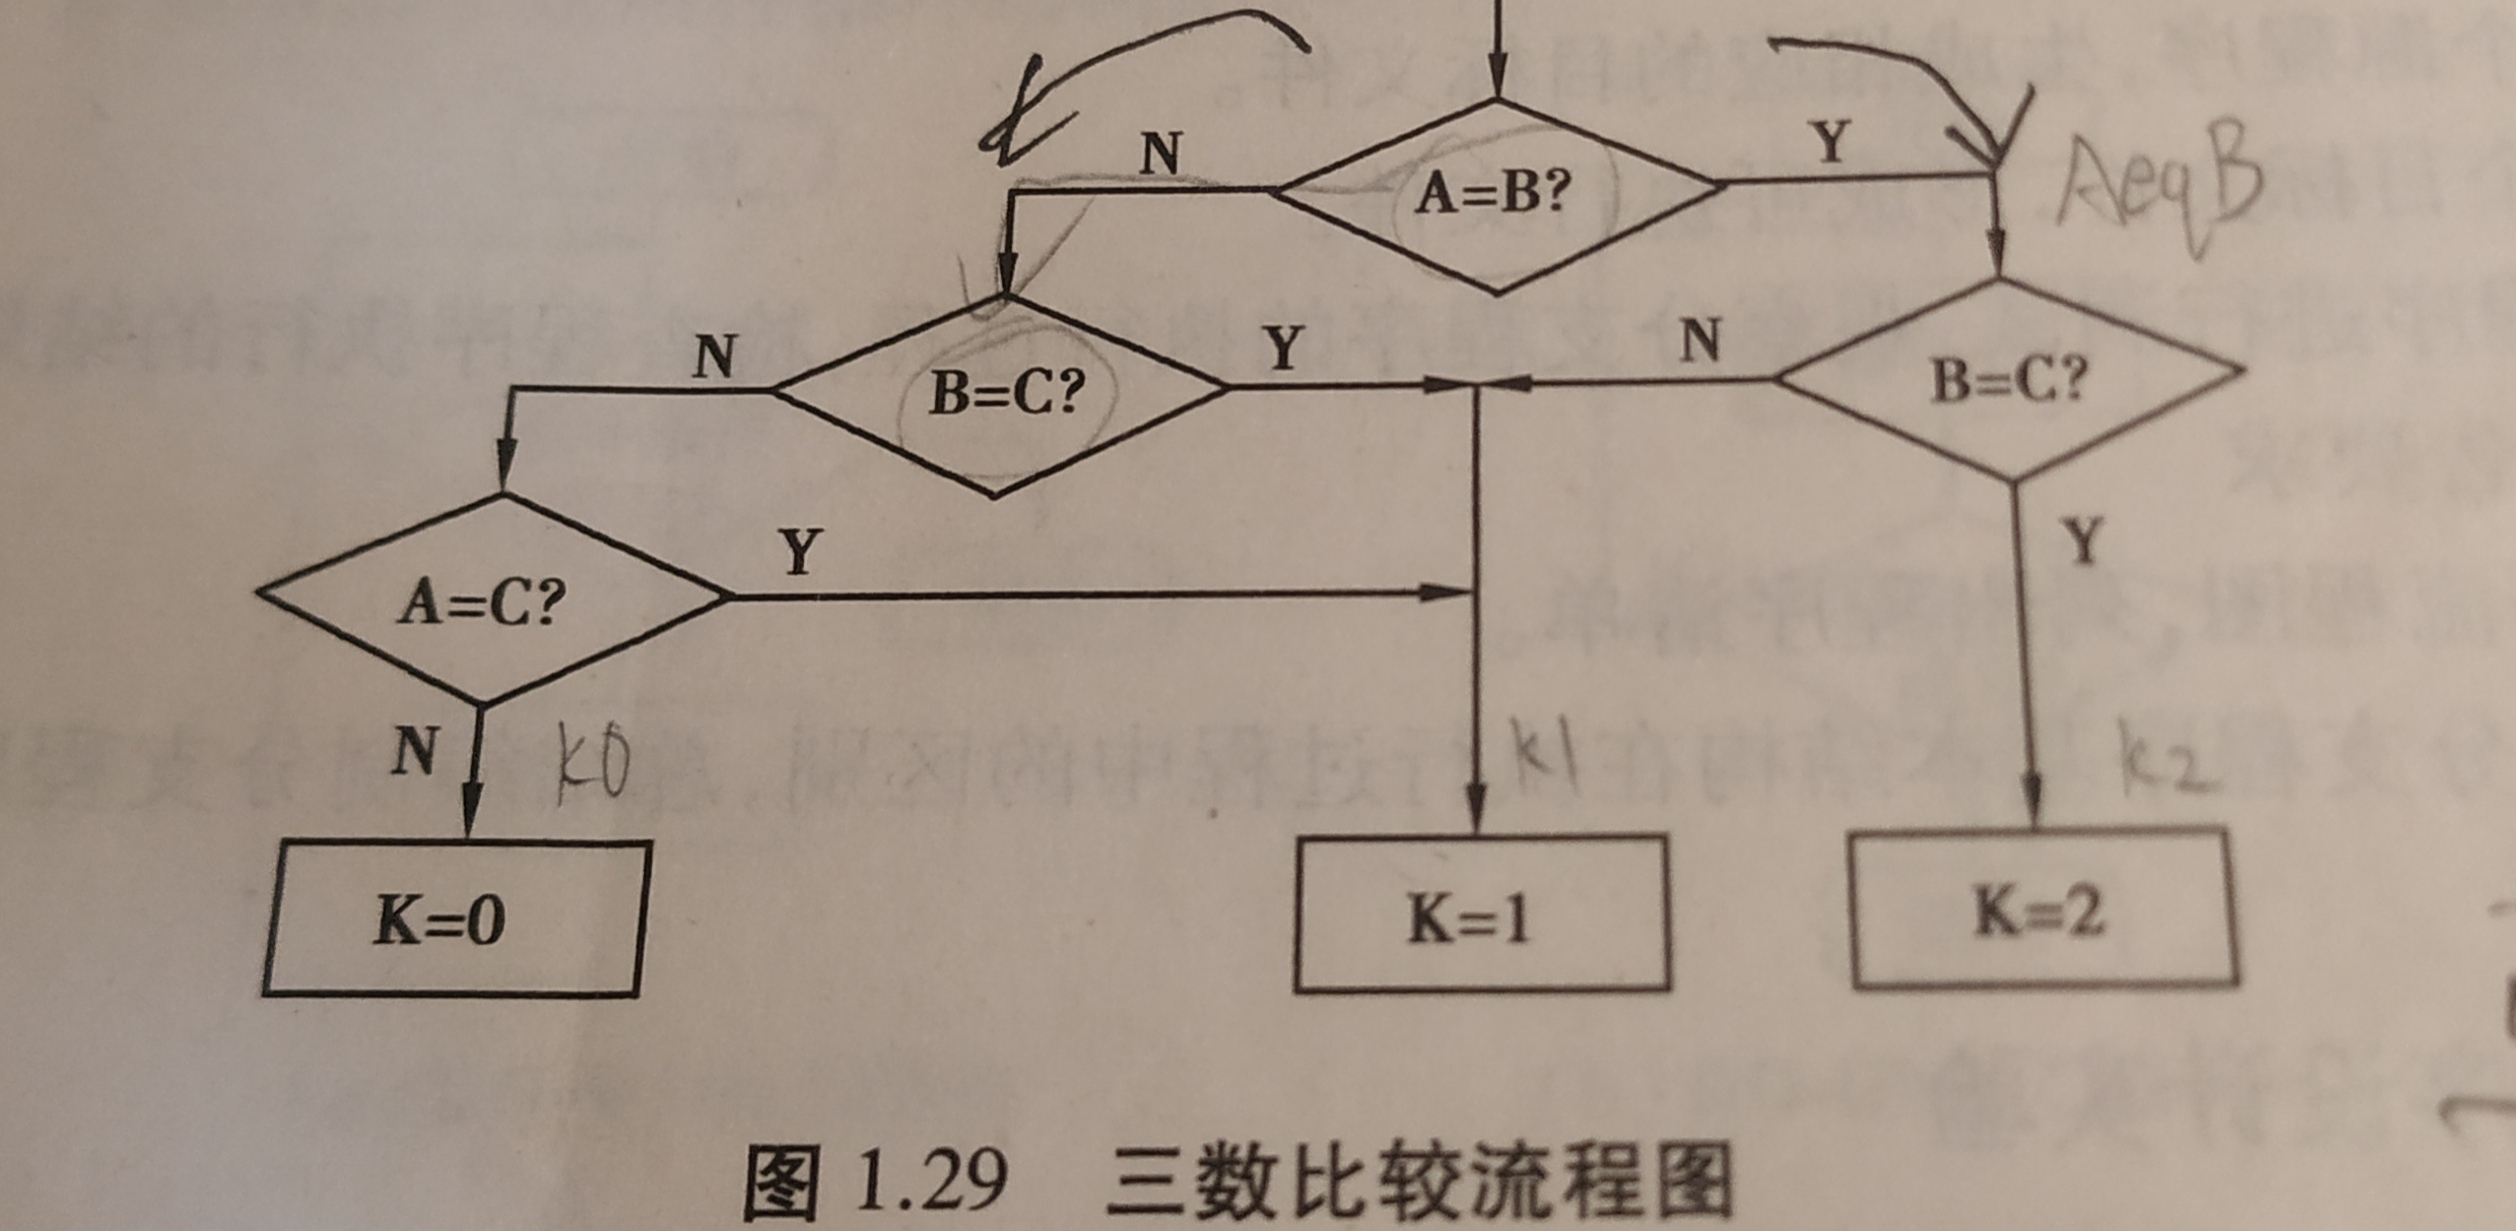 N A=B? Y AeqB
N B=C? Y N B=C?
A=C? Y Y
N k0 k1 k2
K=0 K=1 K=2
图 1.29 三数比较流程图